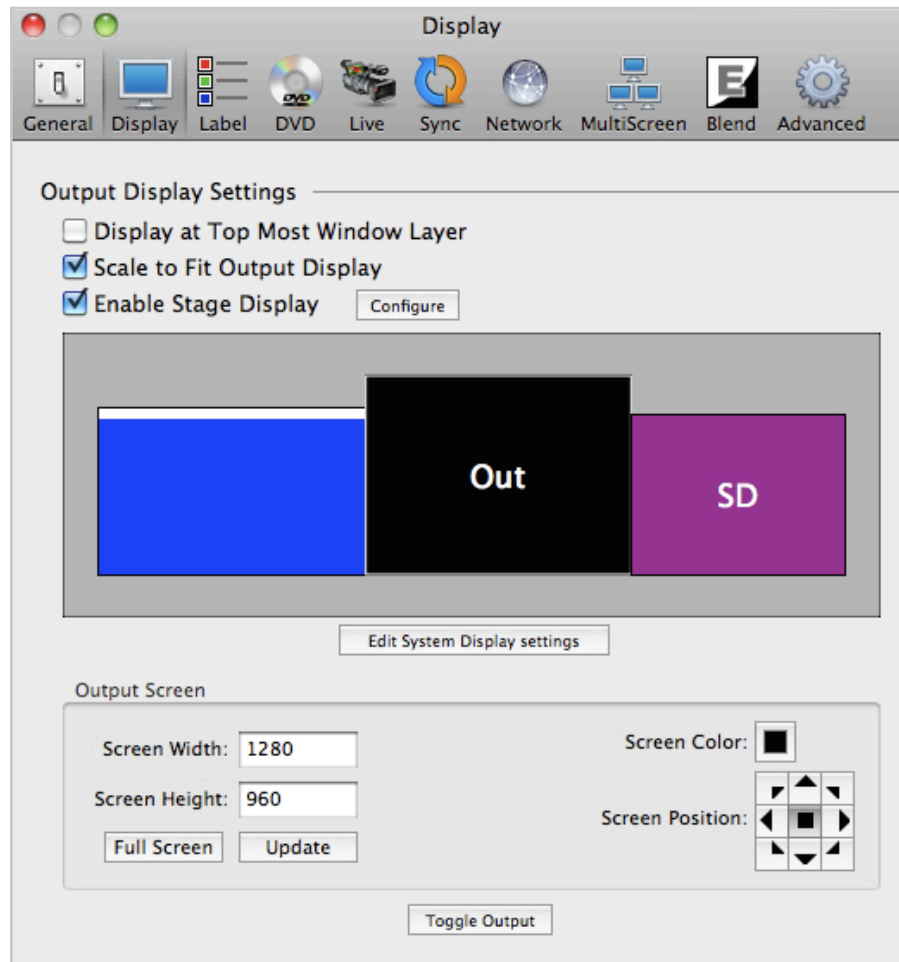 Display
General Display Label DVD Live Sync Network MultiScreen Blend Advanced
Output Display Settings
Display at Top Most Window Layer
Scale to Fit Output Display
Enable Stage Display Configure
Out
SD
Edit System Display settings
Output Screen
Screen Width: 1280 Screen Color:
Screen Height: 960
Screen Position:
Full Screen Update
Toggle Output